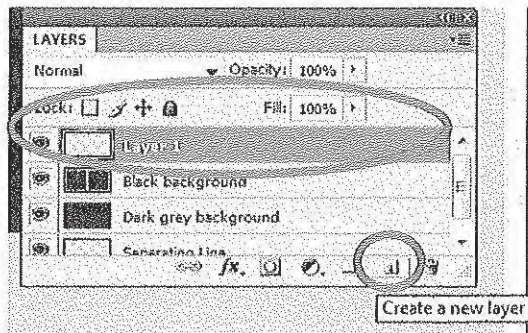 LAYERS
Normal Opacity: 100%
Lock: Fill: 100%
Layer 1
Black background
Dark grey background
Separating Line
fx.
Create a new layer